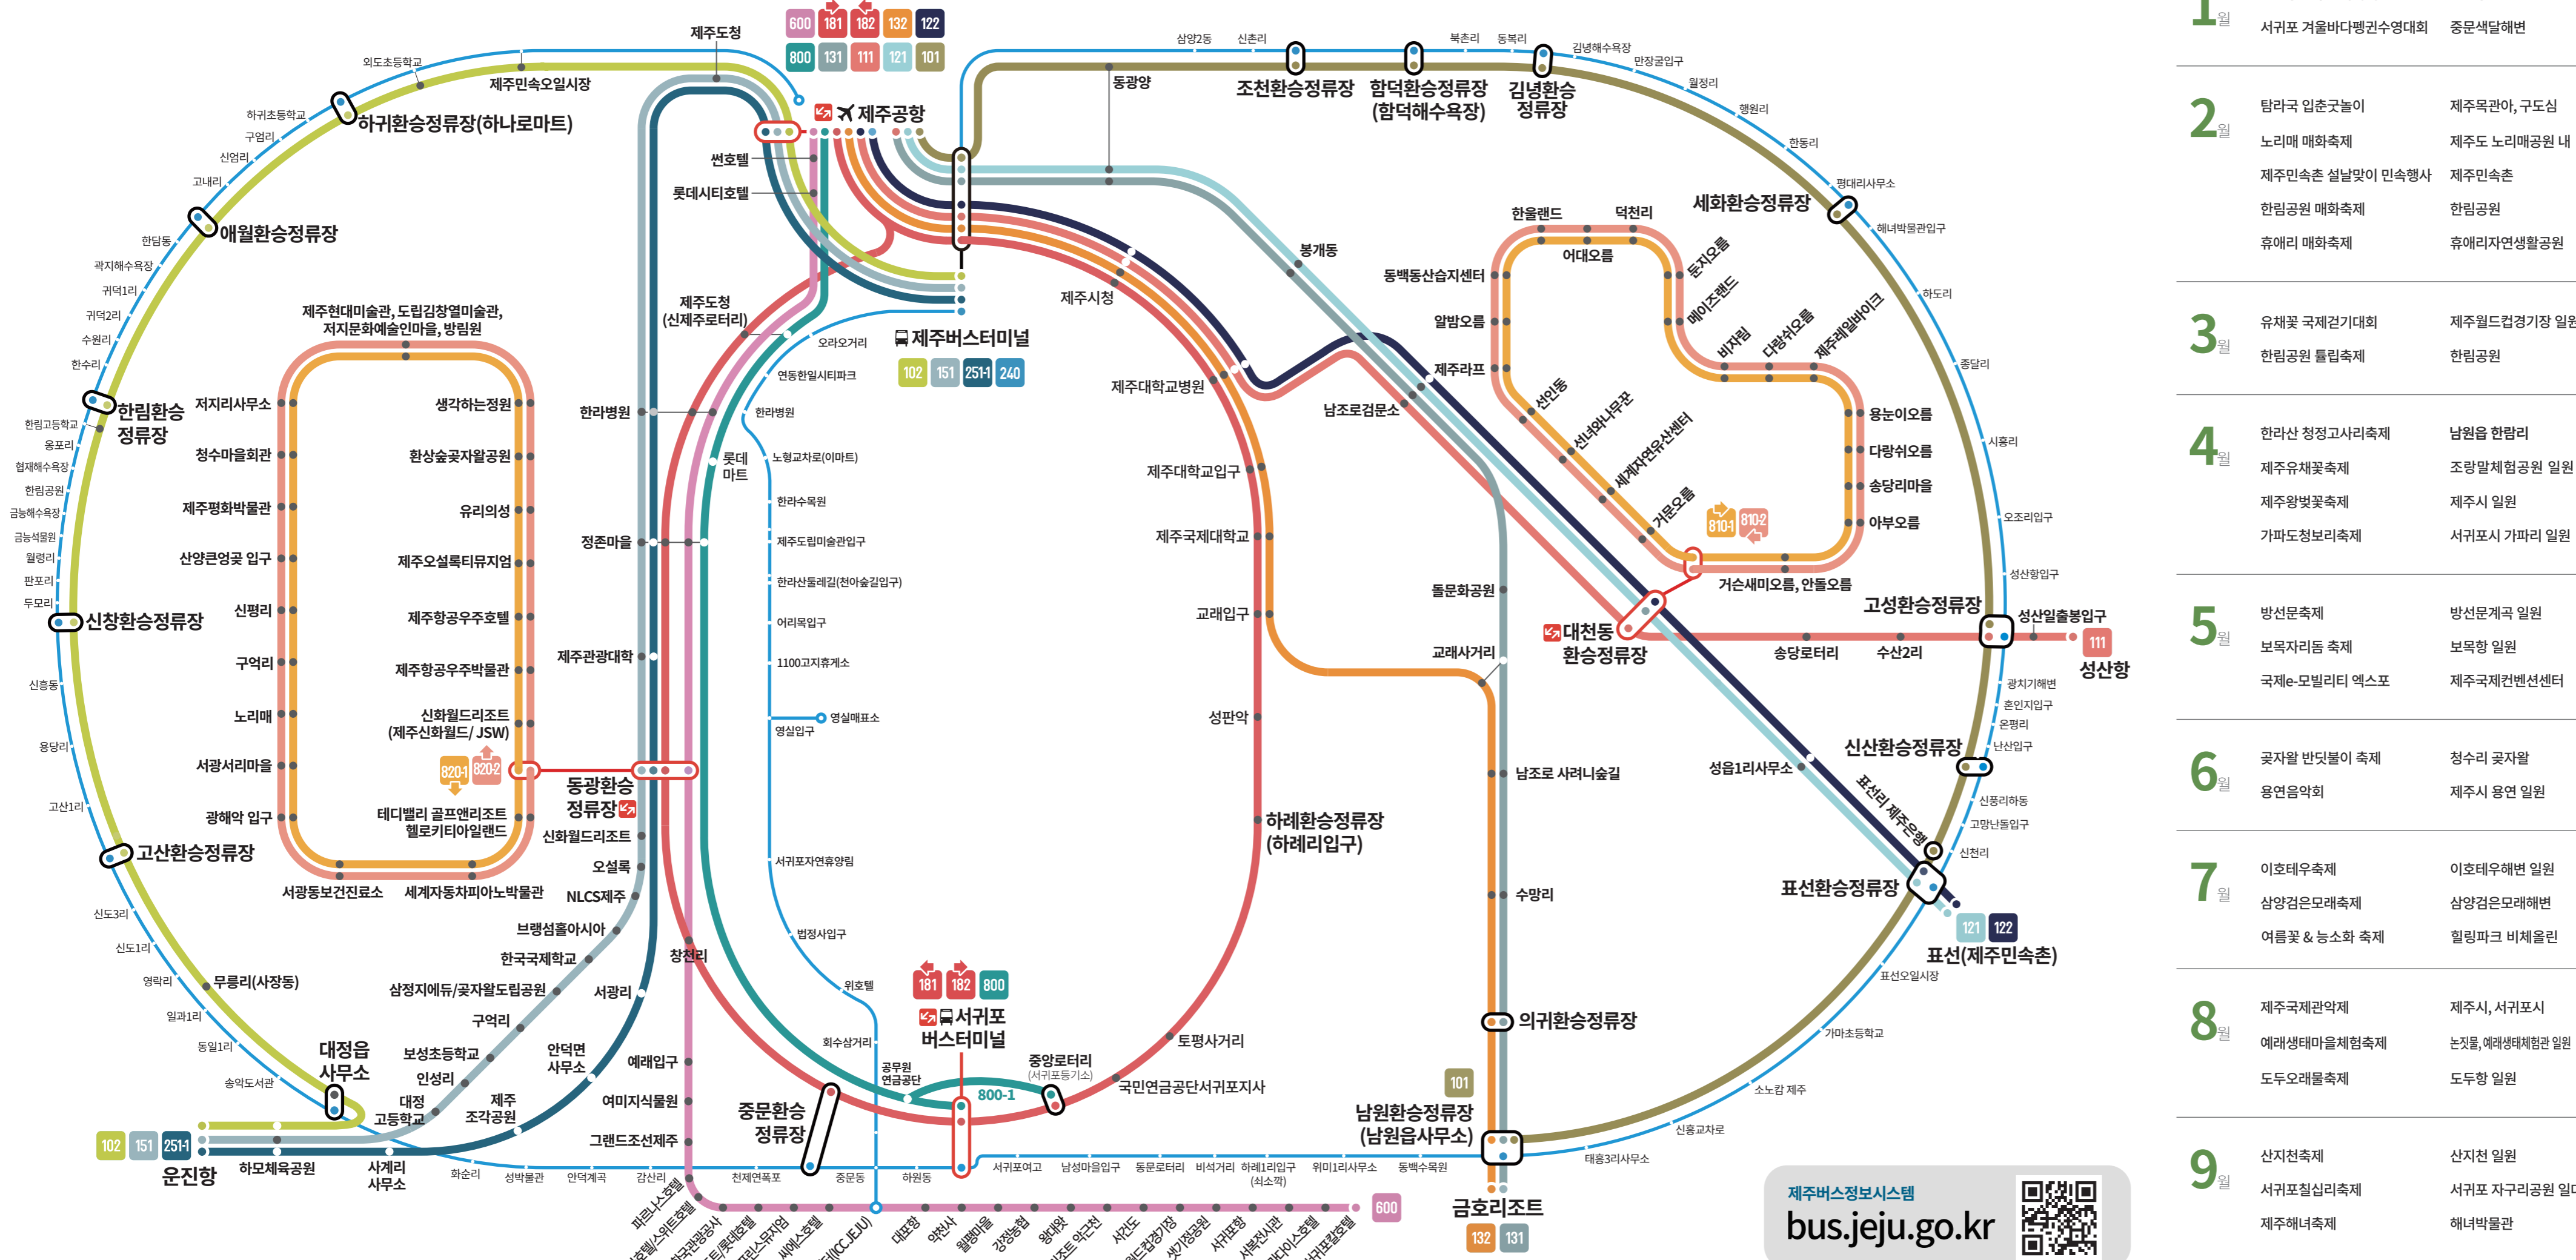 600 181 182 132 122
800 131 111 121 101
제주공항
제주도청
썬호텔
롯데시티호텔
제주도청
(신제주로터리)
외도초등학교
제주민속오일시장
하귀초등학교
하귀환승정류장(하나로마트)
구엄리
신엄리
고내리
애월환승정류장
한담동
곽지해수욕장
귀덕1리
귀덕2리
수원리
한수리
한림환승
정류장
한림고등학교
옹포리
협재해수욕장
한림공원
금능해수욕장
금능석물원
월령리
판포리
두모리
신창환승정류장
신흥동
용당리
고산1리
고산환승정류장
신도3리
신도1리
영락리
무릉리(사장동)
일과1리
동일1리
대정읍
사무소
송악도서관
102 151 251-1
운진항
하모체육공원
사계리
사무소
제주현대미술관, 도립김창열미술관,
저지문화예술인마을, 방림원
저지리사무소
청수마을회관
제주평화박물관
산양큰엉곶 입구
신평리
구억리
노리매
서광서리마을
광해악 입구
서광동보건진료소
세계자동차피아노박물관
생각하는정원
환상숲곶자왈공원
유리의성
제주오설록티뮤지엄
제주항공우주호텔
제주항공우주박물관
신화월드리조트
(제주신화월드/ JSW)
820-1 820-2
테디밸리 골프앤리조트
헬로키티아일랜드
한라병원
정존마을
제주관광대학
동광환승
정류장
신화월드리조트
오설록
NLCS제주
브랭섬홀아시아
한국국제학교
삼정지에듀/곶자왈도립공원
구억리
보성초등학교
인성리
대정
고등학교
서광리
안덕면
사무소
제주
조각공원
창천리
예래입구
여미지식물원
그랜드조선제주
롯데
마트
제주버스터미널
102 151 251-1 240
오라오거리
연동한일시티파크
한라병원
노형교차로(이마트)
한라수목원
제주도립미술관입구
한라산둘레길(천아숲길입구)
어리목입구
1100고지휴게소
영실매표소
영실입구
서귀포자연휴양림
법정사입구
위호텔
회수삼거리
공무원
연금공단
181 182 800
서귀포
버스터미널
800-1
중앙로터리
(서귀포등기소)
중문환승
정류장
국민연금공단서귀포지사
토평사거리
하례환승정류장
(하례리입구)
성판악
교래입구
제주국제대학교
제주대학교입구
제주대학교병원
제주시청
화순리
성박물관
안덕계곡
감산리
천제연폭포
중문동
하원동
서귀포여고
남성마을입구
동문로터리
비석거리
하례1리입구
(쇠소깍)
위미1리사무소
동백수목원
대포항
약천사
월평마을
강정농협
왕대왓
서건도
샛기정공원
서귀포항
서복전시관
서귀포칼호텔
600
파르나스호텔
씨에스호텔
동광양
삼양2동
신촌리
조천환승정류장
함덕환승정류장
(함덕해수욕장)
북촌리
동복리
김녕환승
정류장
김녕해수욕장
만장굴입구
월정리
행원리
한동리
평대리사무소
세화환승정류장
해녀박물관입구
하도리
종달리
시흥리
오조리입구
성산항입구
고성환승정류장
성산일출봉입구
111
성산항
광치기해변
혼인지입구
온평리
난산입구
신산환승정류장
신풍리하동
고망난돌입구
신천리
표선리 제주은행
표선환승정류장
121 122
표선(제주민속촌)
표선오일시장
가마초등학교
소노캄 제주
신흥교차로
태흥3리사무소
봉개동
남조로검문소
돌문화공원
교래사거리
남조로 사려니숲길
수망리
의귀환승정류장
101
남원환승정류장
(남원읍사무소)
금호리조트
132 131
대천동
환승정류장
송당로터리
수산2리
성읍1리사무소
한울랜드
덕천리
어대오름
동백동산습지센터
알밤오름
제주라프
선인동
선녀와나무꾼
세계자연유산센터
거문오름
둔지오름
메이즈랜드
비자림
다랑쉬오름
제주레일바이크
용눈이오름
다랑쉬오름
송당리마을
아부오름
810-1 810-2
거슨새미오름, 안돌오름
제주버스정보시스템
bus.jeju.go.kr
1월
서귀포 겨울바다펭귄수영대회 중문색달해변
2월
탐라국 입춘굿놀이 제주목관아, 구도심
노리매 매화축제 제주도 노리매공원 내
제주민속촌 설날맞이 민속행사 제주민속촌
한림공원 매화축제 한림공원
휴애리 매화축제 휴애리자연생활공원
3월
유채꽃 국제걷기대회 제주월드컵경기장 일원
한림공원 튤립축제 한림공원
4월
한라산 청정고사리축제 남원읍 한람리
제주유채꽃축제 조랑말체험공원 일원
제주왕벚꽃축제 제주시 일원
가파도청보리축제 서귀포시 가파리 일원
5월
방선문축제 방선문계곡 일원
보목자리돔 축제 보목항 일원
국제e-모빌리티 엑스포 제주국제컨벤션센터
6월
곶자왈 반딧불이 축제 청수리 곶자왈
용연음악회 제주시 용연 일원
7월
이호테우축제 이호테우해변 일원
삼양검은모래축제 삼양검은모래해변
여름꽃 & 능소화 축제 힐링파크 비체올린
8월
제주국제관악제 제주시, 서귀포시
예래생태마을체험축제 논짓물, 예래생태체험관 일원
도두오래물축제 도두항 일원
9월
산지천축제 산지천 일원
서귀포칠십리축제 서귀포 자구리공원 일대
제주해녀축제 해녀박물관